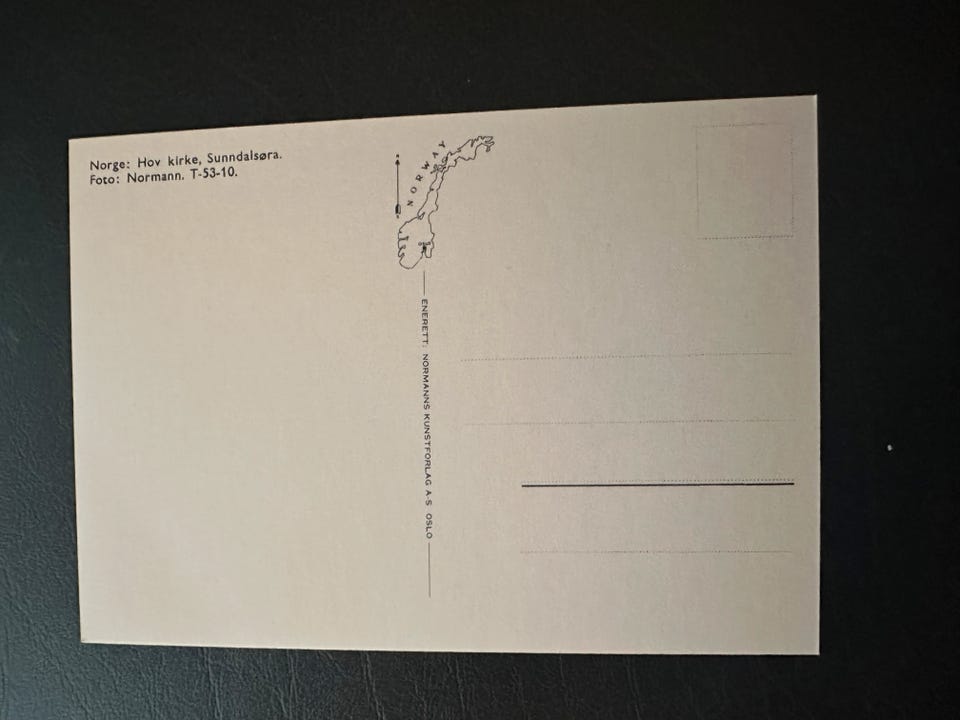 Norge: Hov kirke, Sunndalsøra.
Foto: Normann. T-53-10.
NORWAY
ENERETT: NORMANNS KUNSTFORLAG A-S OSLO